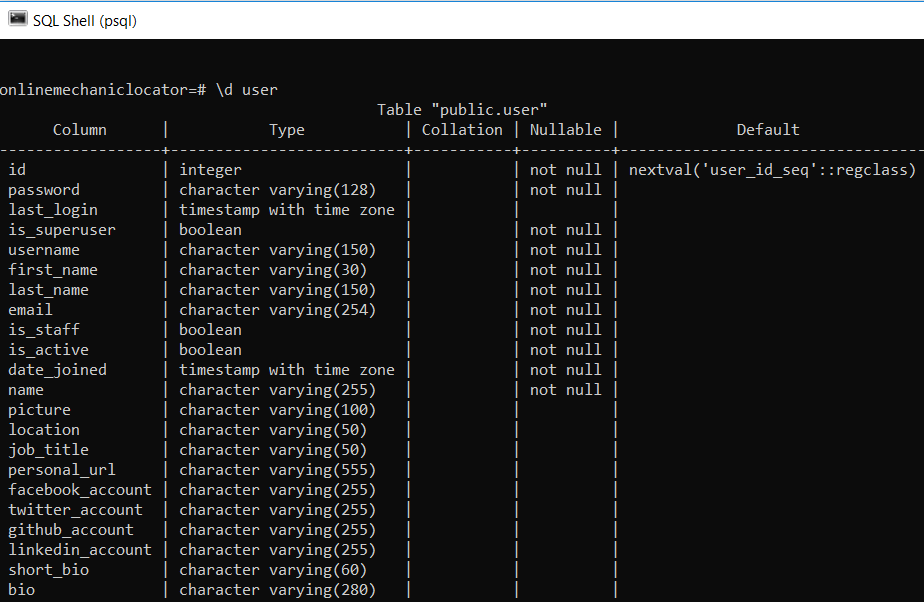 SQL Shell (psql)
onlinemechaniclocator=# \d user
Table "public.user"
Column | Type | Collation | Nullable | Default
-------------------+--------------------------+-----------+----------+----------------------------------
id | integer | | not null | nextval('user_id_seq'::regclass)
password | character varying(128) | | not null |
last_login | timestamp with time zone | | |
is_superuser | boolean | | not null |
username | character varying(150) | | not null |
first_name | character varying(30) | | not null |
last_name | character varying(150) | | not null |
email | character varying(254) | | not null |
is_staff | boolean | | not null |
is_active | boolean | | not null |
date_joined | timestamp with time zone | | not null |
name | character varying(255) | | not null |
picture | character varying(100) | | |
location | character varying(50) | | |
job_title | character varying(50) | | |
personal_url | character varying(555) | | |
facebook_account | character varying(255) | | |
twitter_account | character varying(255) | | |
github_account | character varying(255) | | |
linkedin_account | character varying(255) | | |
short_bio | character varying(60) | | |
bio | character varying(280) | | |